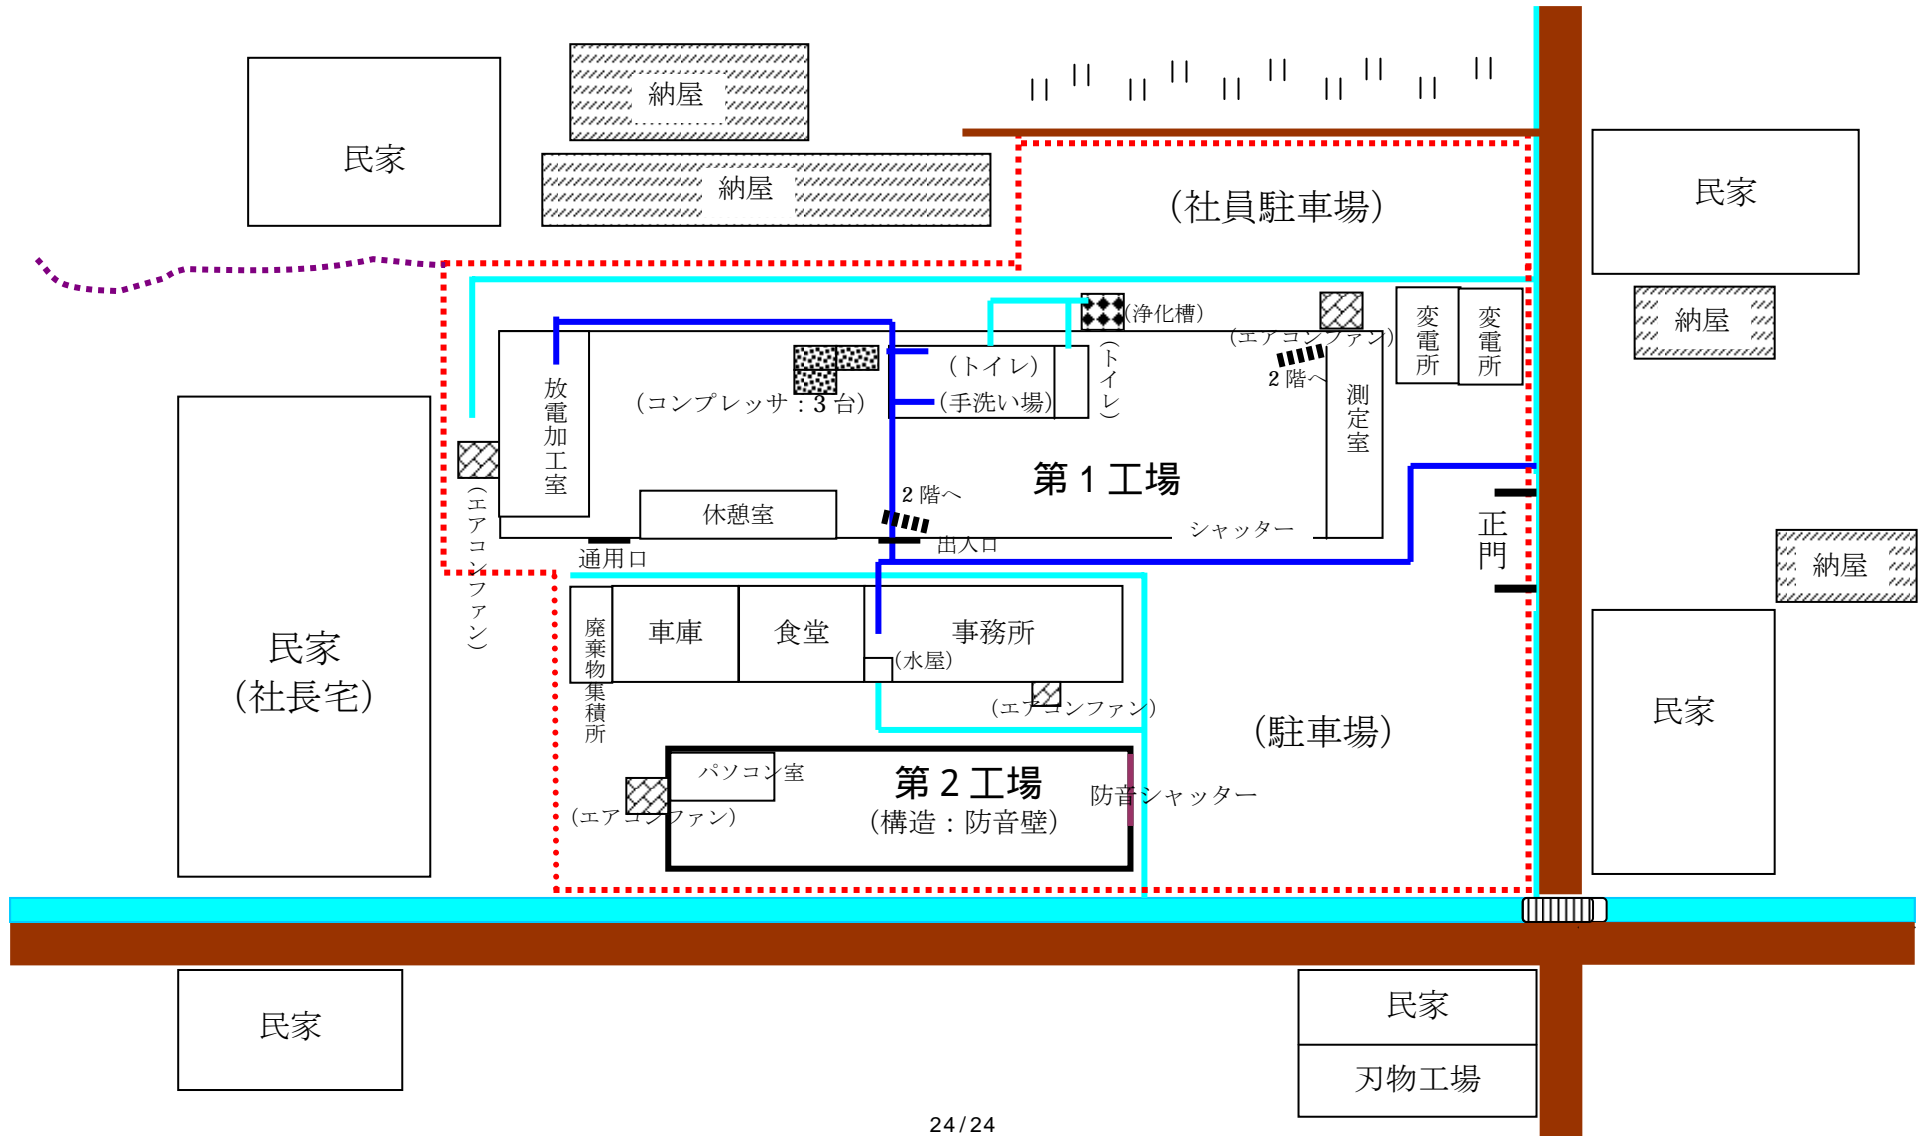 納屋
民家
納屋
(社員駐車場)
民家
納屋
(浄化槽)
(エアコンファン)
変電所
変電所
(トイレ)
(トイレ)
2階へ
放電加工室
(コンプレッサ：3台)
(手洗い場)
測定室
第1工場
(エアコンファン)
2階へ
休憩室
シャッター
正門
通用口
出入口
納屋
廃棄物集積所
車庫
食堂
事務所
(水屋)
民家
(社長宅)
(エアコンファン)
(駐車場)
民家
パソコン室
第2工場
防音シャッター
(エアコンファン)
(構造：防音壁)
民家
民家
刃物工場
24/24